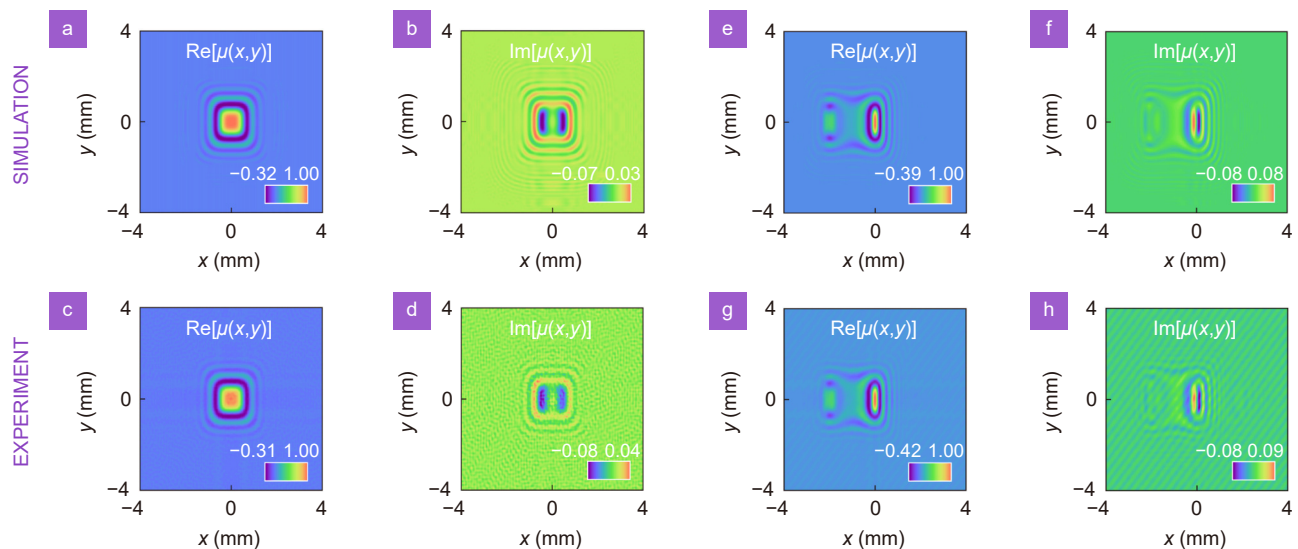 SIMULATION
a
4
Re[μ(x,y)]
y (mm)
0
−0.32 1.00
−4
−4 0 4
x (mm)
b
4
Im[μ(x,y)]
y (mm)
0
−0.07 0.03
−4
−4 0 4
x (mm)
e
4
Re[μ(x,y)]
y (mm)
0
−0.39 1.00
−4
−4 0 4
x (mm)
f
4
Im[μ(x,y)]
y (mm)
0
−0.08 0.08
−4
−4 0 4
x (mm)
EXPERIMENT
c
4
Re[μ(x,y)]
y (mm)
0
−0.31 1.00
−4
−4 0 4
x (mm)
d
4
Im[μ(x,y)]
y (mm)
0
−0.08 0.04
−4
−4 0 4
x (mm)
g
4
Re[μ(x,y)]
y (mm)
0
−0.42 1.00
−4
−4 0 4
x (mm)
h
4
Im[μ(x,y)]
y (mm)
0
−0.08 0.09
−4
−4 0 4
x (mm)